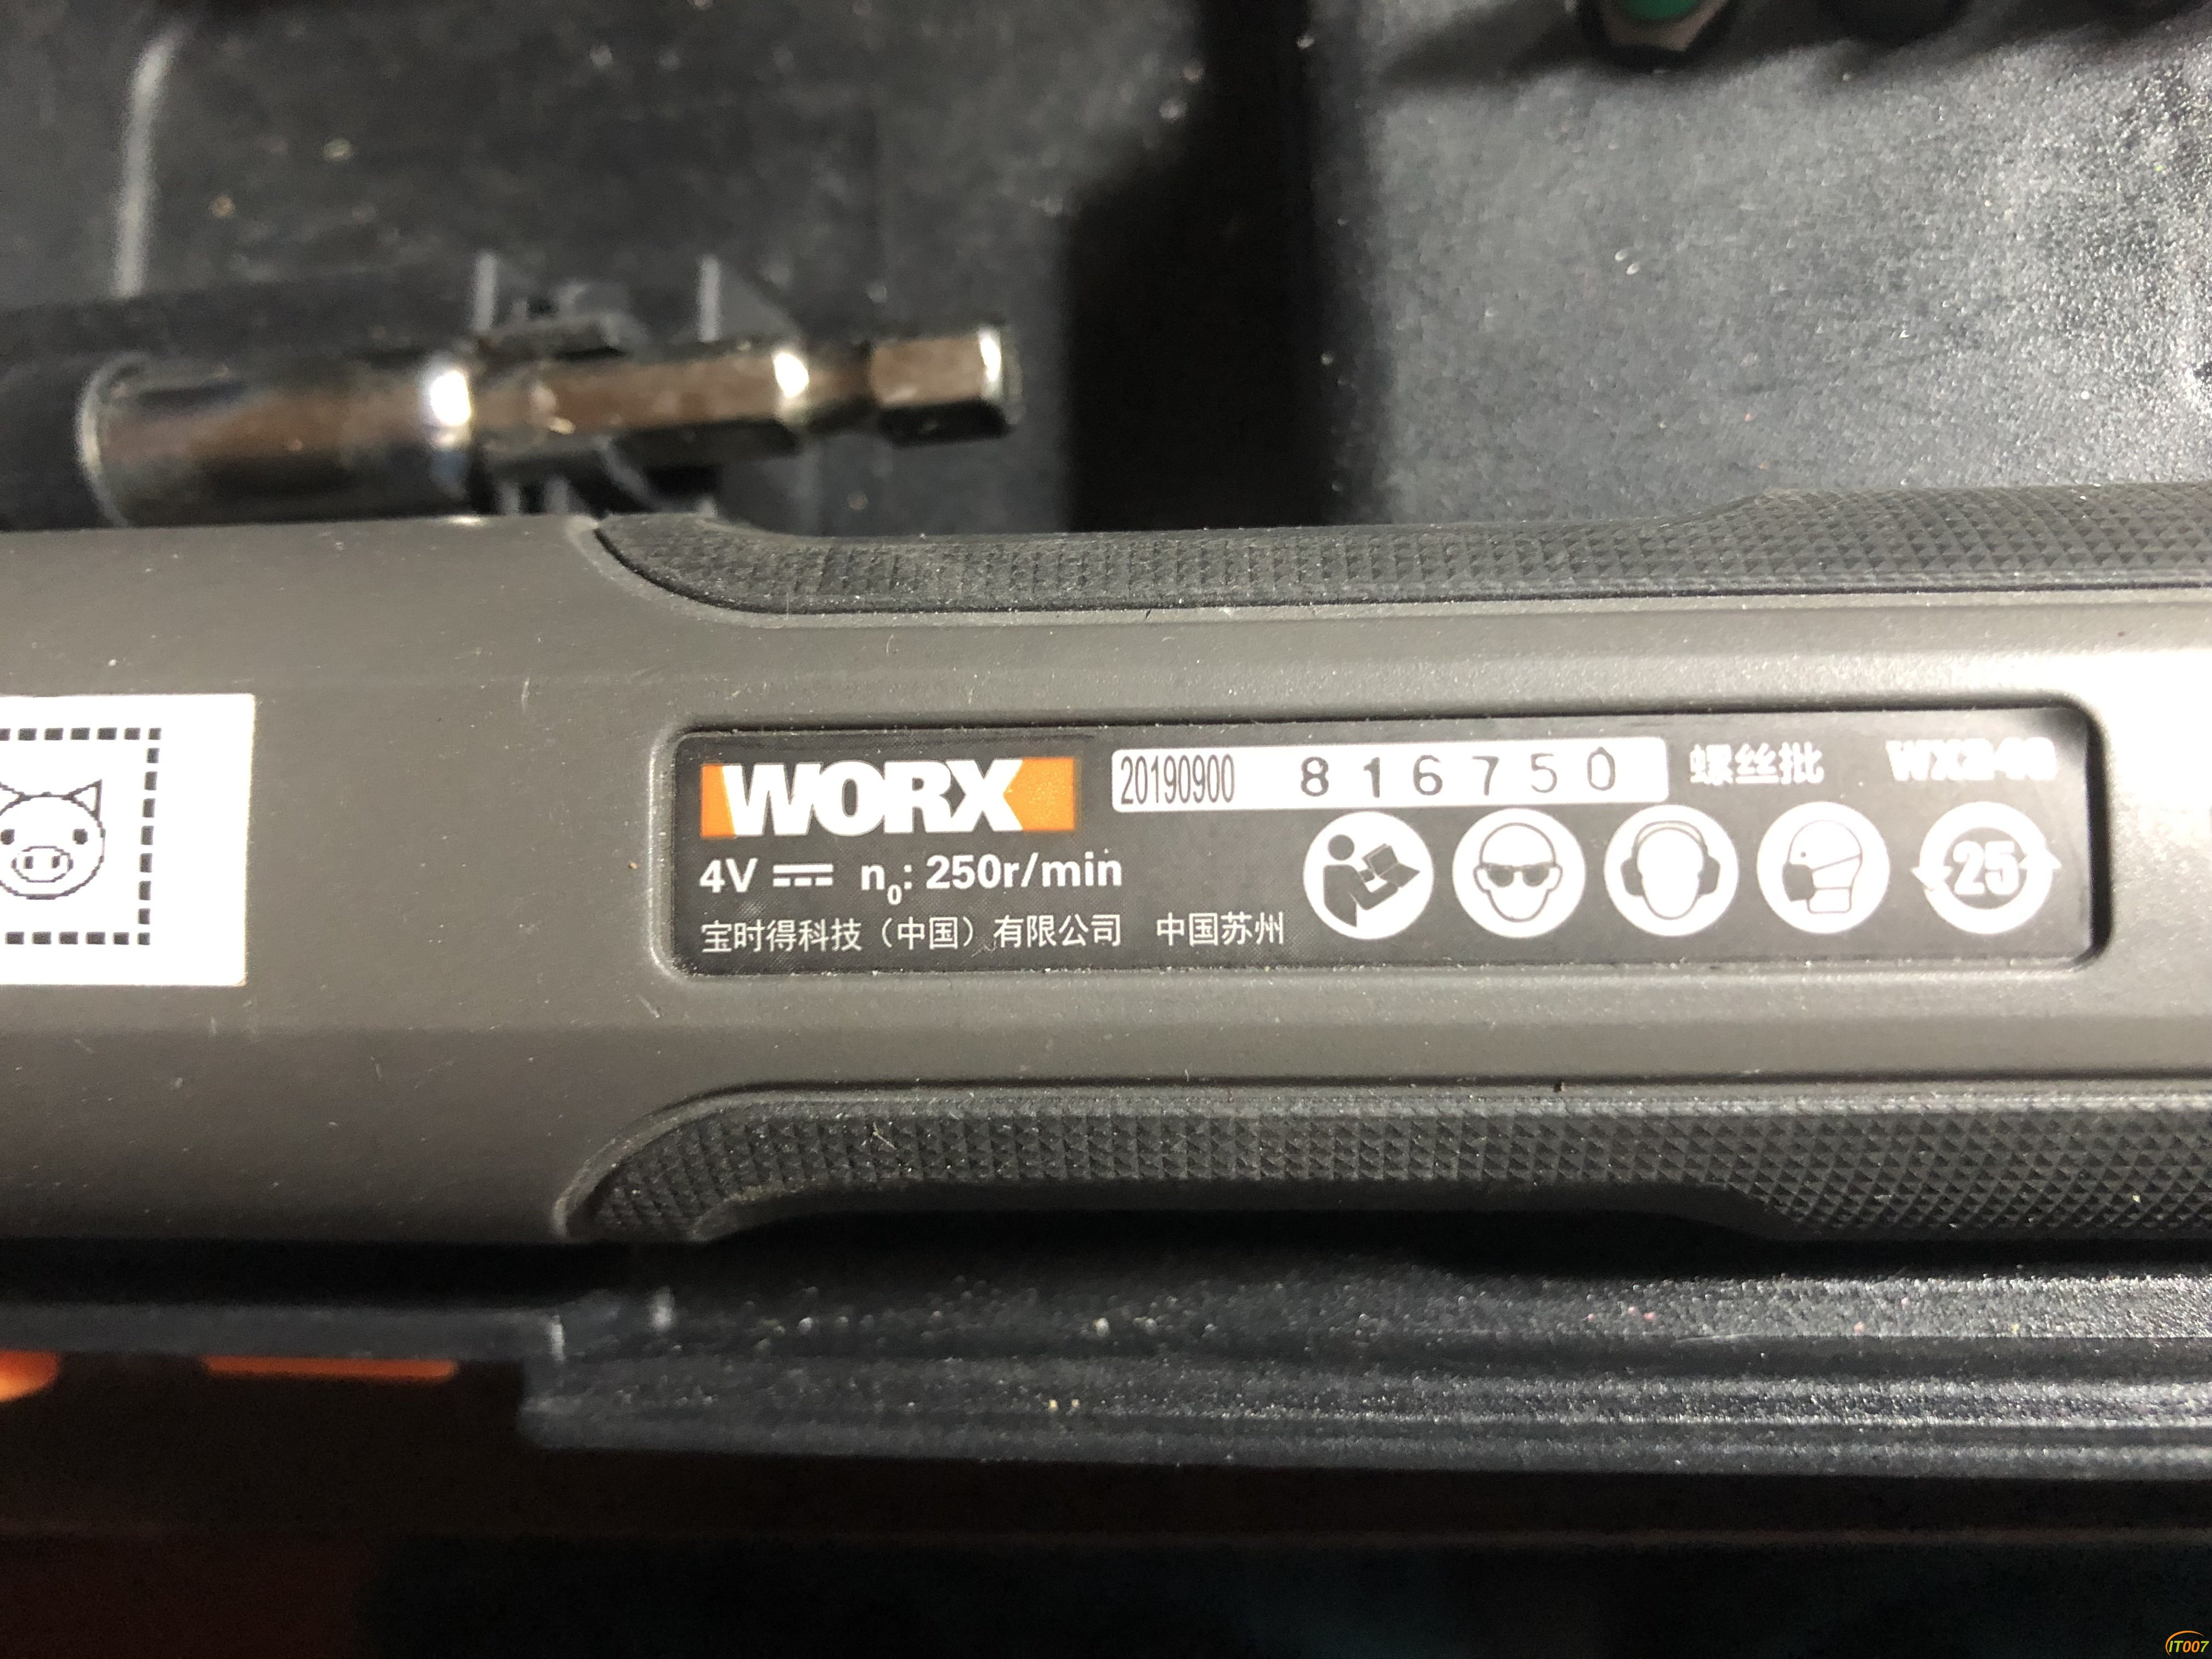 WORX 20190900 816750 螺丝批
4V n0: 250r/min
宝时得科技（中国）有限公司 中国苏州
25
IT007